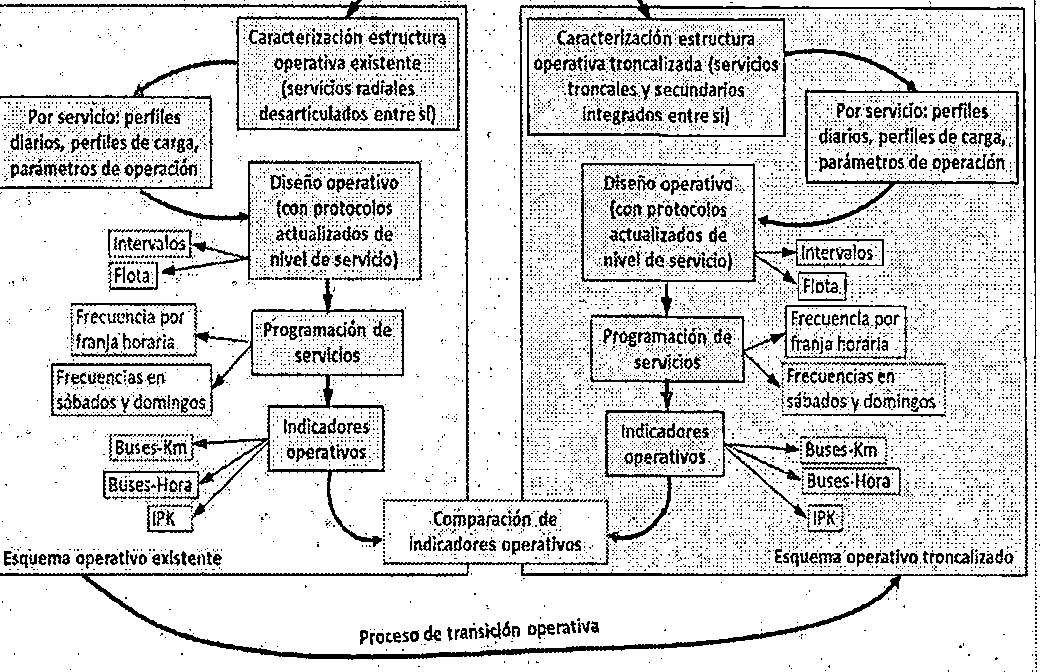 Caracterización estructura
operativa existente
(servicios radiales
desarticulados entre sí)
Por servicio: perfiles
diarios, perfiles de carga,
parámetros de operación
Diseño operativo
(con protocolos
actualizados de
nivel de servicio)
Intervalos
Flota
Programación de
servicios
Frecuencia por
franja horaria
Frecuencias en
sábados y domingos
Indicadores
operativos
Buses-Km
Buses-Hora
IPK
Esquema operativo existente
Caracterización estructura
operativa troncalizada (servicios
troncales y secundarios
integrados entre sí)
Por servicio: perfiles
diarios, perfiles de carga,
parámetros de operación
Diseño operativo
(con protocolos
actualizados de
nivel de servicio)
Intervalos
Flota
Programación de
servicios
Frecuencia por
franja horaria
Frecuencias en
sábados y domingos
Indicadores
operativos
Buses-Km
Buses-Hora
IPK
Esquema operativo troncalizado
Comparación de
indicadores operativos
Proceso de transición operativa